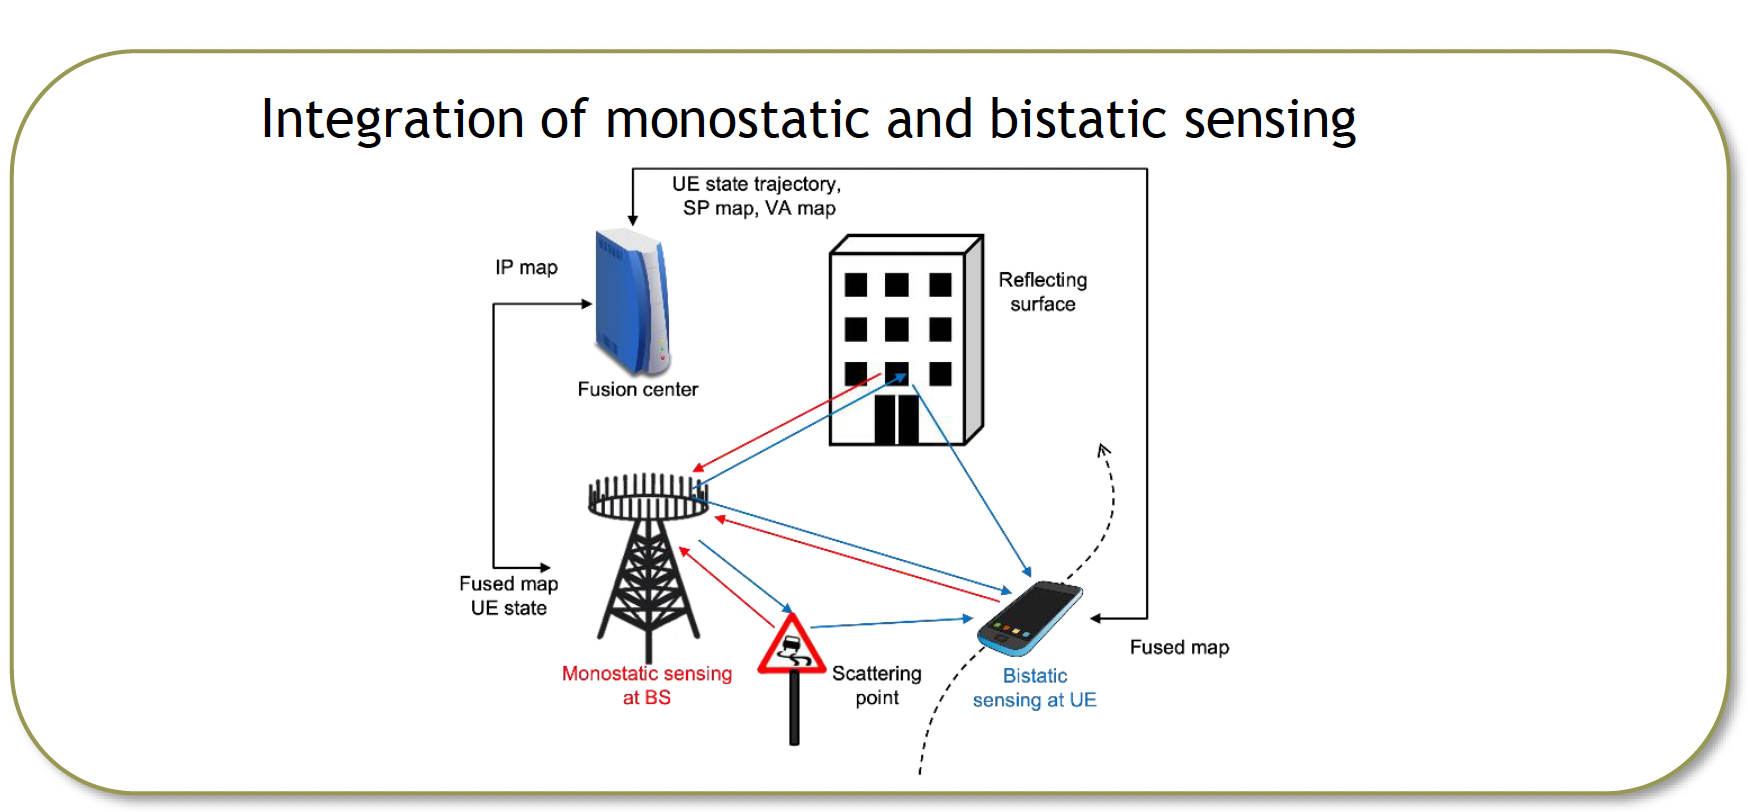 Integration of monostatic and bistatic sensing
UE state trajectory,
SP map, VA map
IP map
Reflecting
surface
Fusion center
Fused map
UE state
Monostatic sensing
at BS
Scattering
point
Bistatic
sensing at UE
Fused map